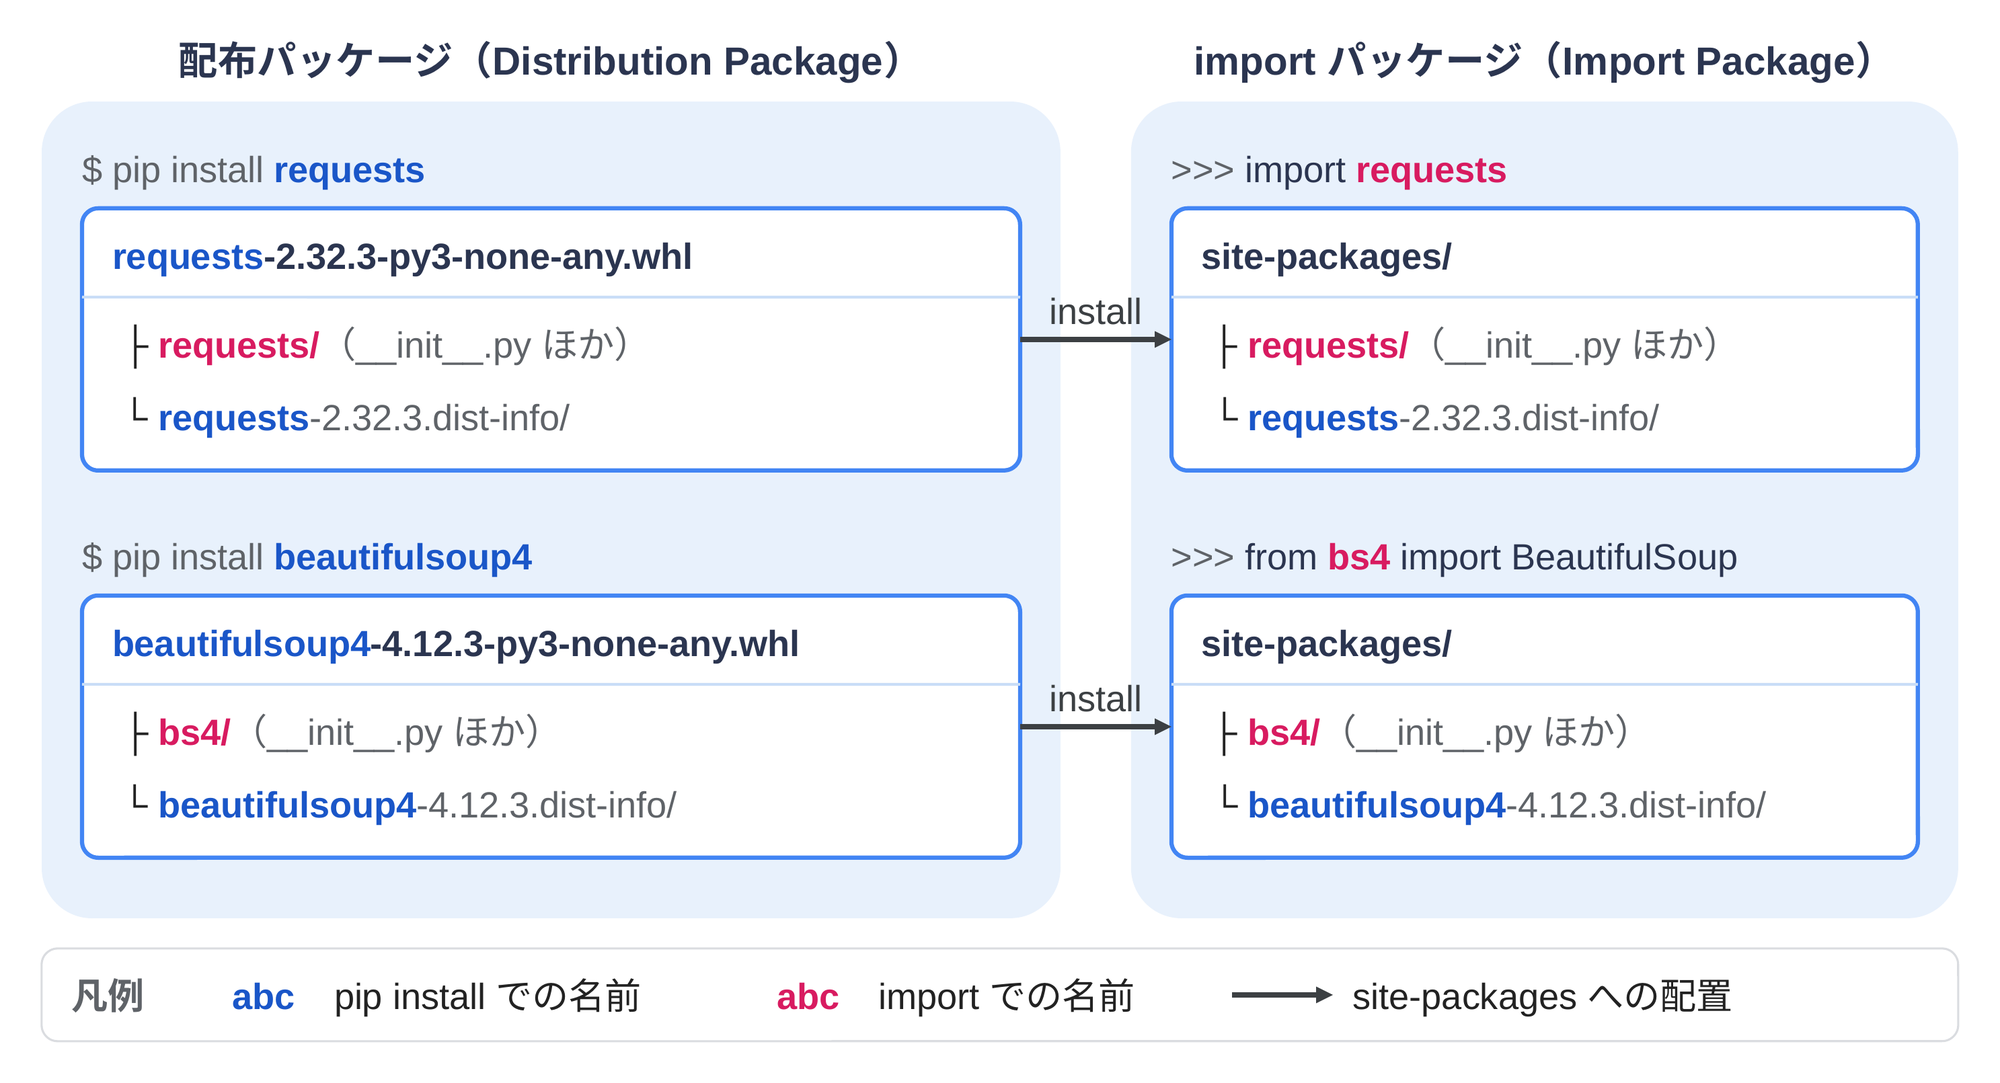 配布パッケージ（Distribution Package）
$ pip install requests
requests-2.32.3-py3-none-any.whl
├ requests/（__init__.py ほか）
└ requests-2.32.3.dist-info/
$ pip install beautifulsoup4
beautifulsoup4-4.12.3-py3-none-any.whl
├ bs4/（__init__.py ほか）
└ beautifulsoup4-4.12.3.dist-info/
install
install
import パッケージ（Import Package）
>>> import requests
site-packages/
├ requests/（__init__.py ほか）
└ requests-2.32.3.dist-info/
>>> from bs4 import BeautifulSoup
site-packages/
├ bs4/（__init__.py ほか）
└ beautifulsoup4-4.12.3.dist-info/
凡例 abc pip install での名前 abc import での名前 site-packages への配置